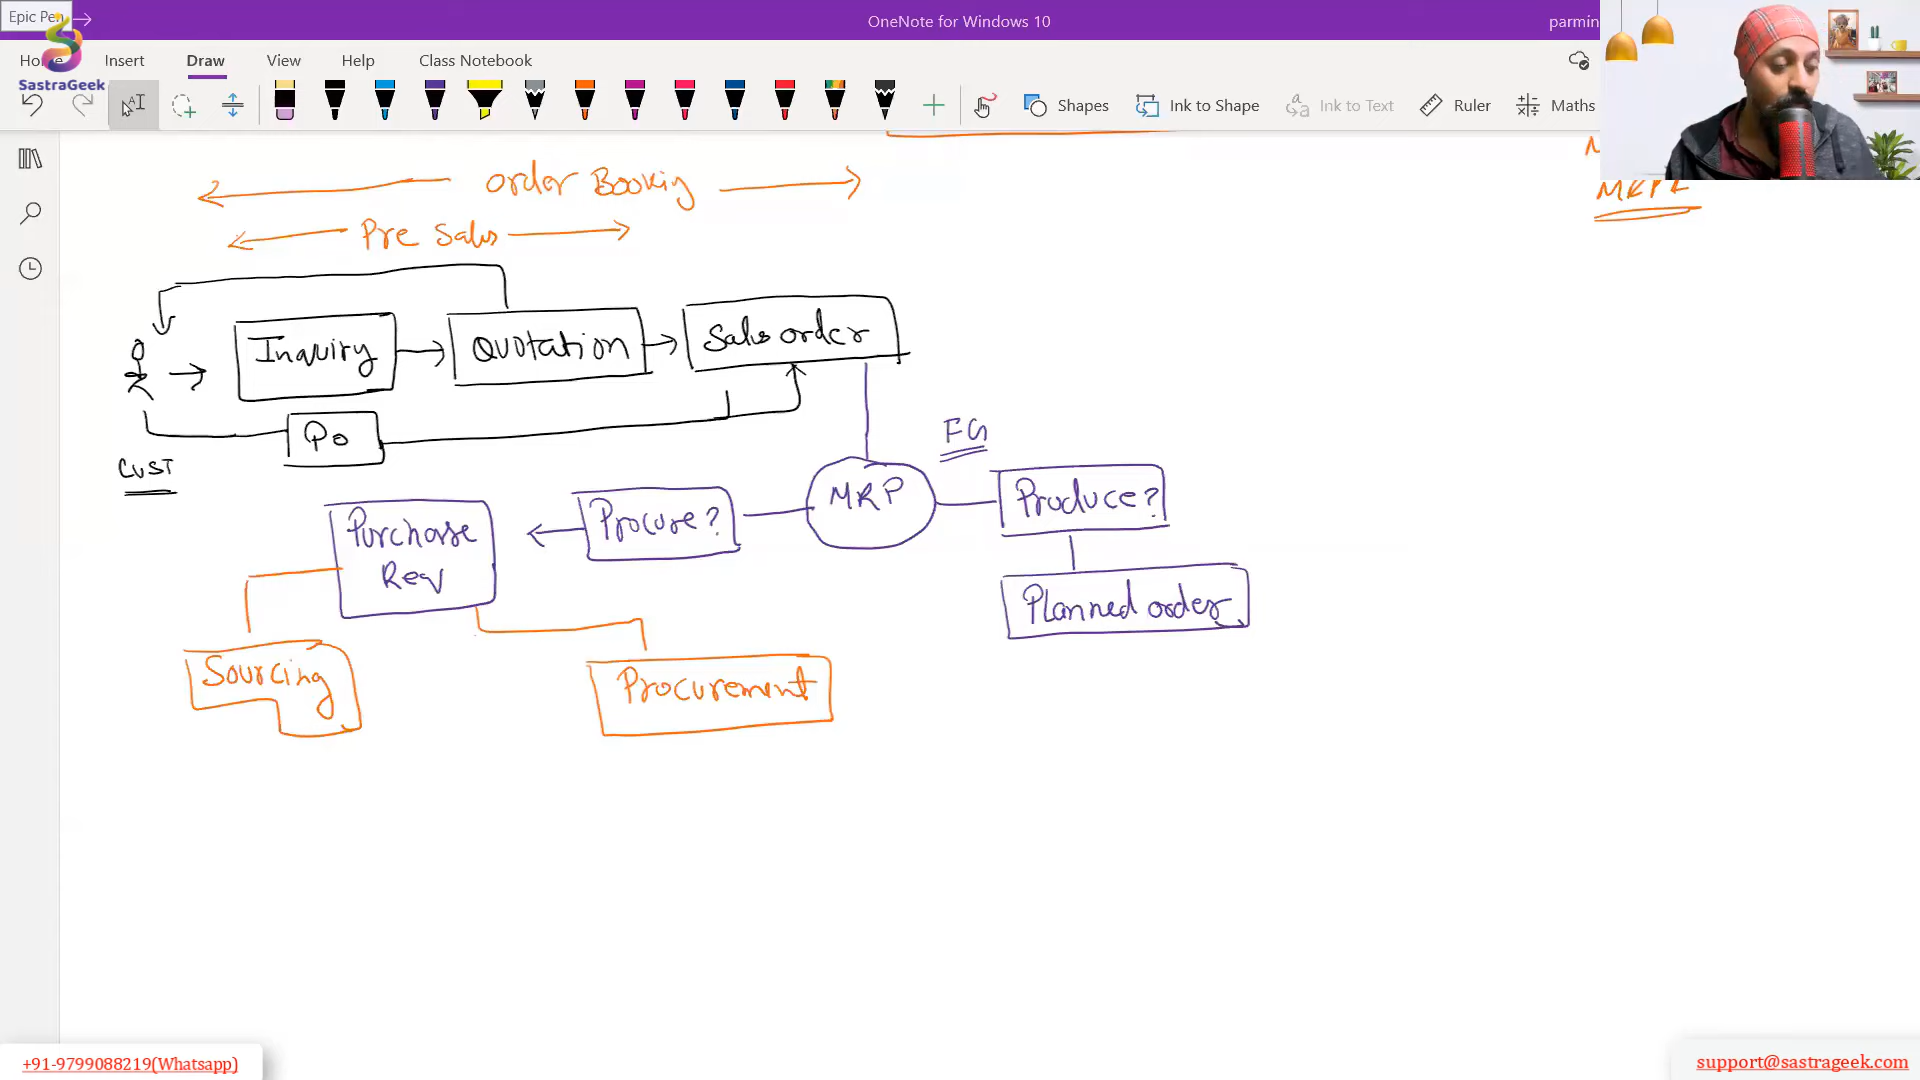 Epic Pen
OneNote for Windows 10
parmin
Home
Insert
Draw
View
Help
Class Notebook
SastraGeek
Shapes
Ink to Shape
Ink to Text
Ruler
Maths
order Booking
Pre Sales
Inquiry
Quotation
Sales order
Po
CUST
FG
MRP
Produce?
Procure?
Purchase
Req
Planned order
Sourcing
Procurement
+91-9799088219(Whatsapp)
support@sastrageek.com